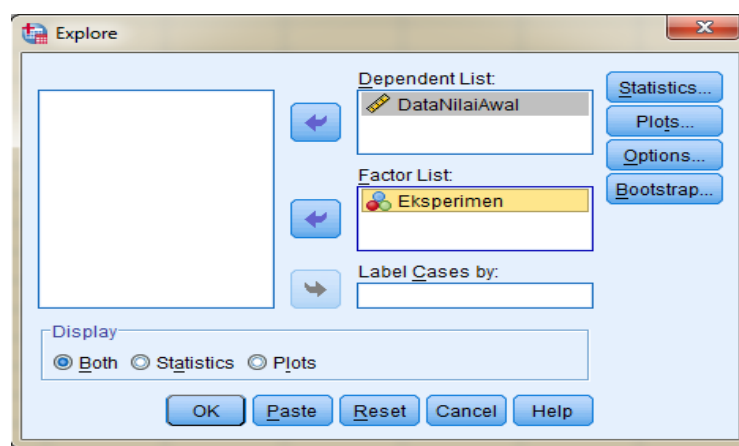 Explore
Dependent List:
DataNilaiAwal
Factor List:
Eksperimen
Label Cases by:
Statistics...
Plots...
Options...
Bootstrap...
Display
Both Statistics Plots
OK Paste Reset Cancel Help